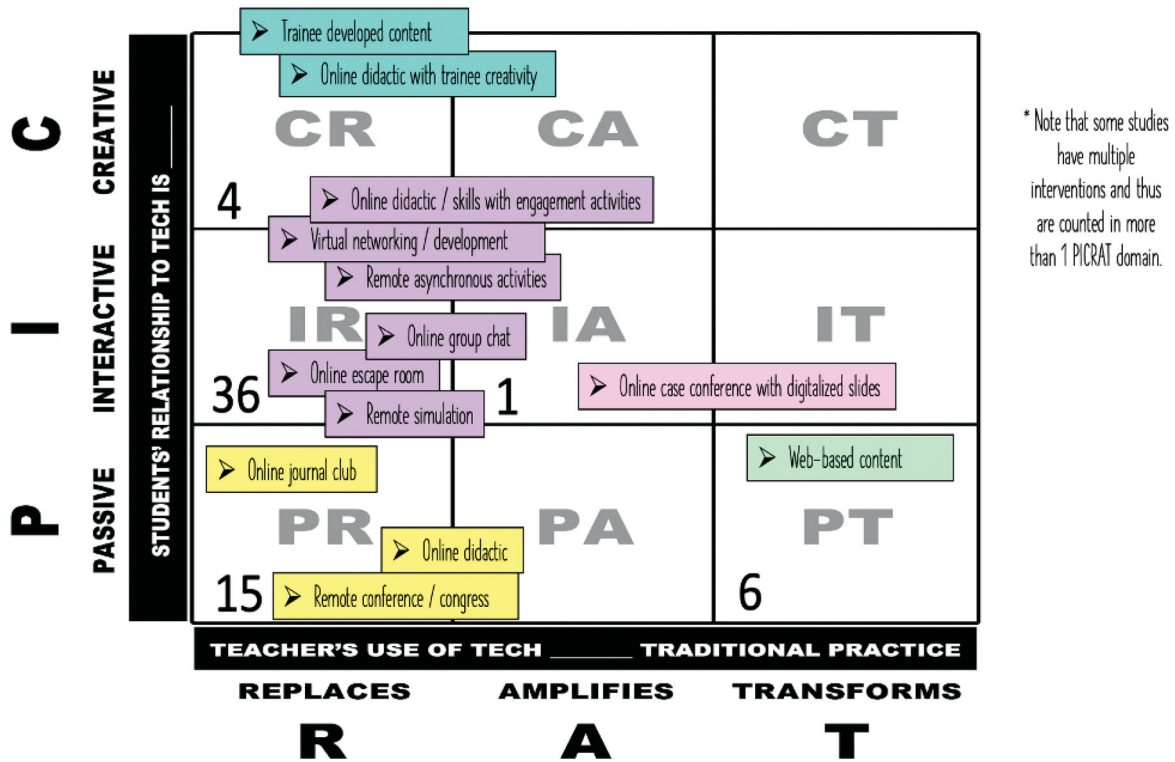 Trainee developed content
Online didactic with trainee creativity
C
CREATIVE
CR
CA
CT
4
Online didactic / skills with engagement activities
* Note that some studies
have multiple
interventions and thus
are counted in more
than 1 PICRAT domain.
STUDENTS' RELATIONSHIP TO TECH IS ______
I
INTERACTIVE
Virtual networking / development
Remote asynchronous activities
IR
IA
IT
Online group chat
Online escape room
36
1
Online case conference with digitalized slides
Remote simulation
P
PASSIVE
Online journal club
Web-based content
PR
PA
PT
Online didactic
15
Remote conference / congress
6
TEACHER'S USE OF TECH ______ TRADITIONAL PRACTICE
REPLACES
AMPLIFIES
TRANSFORMS
R
A
T